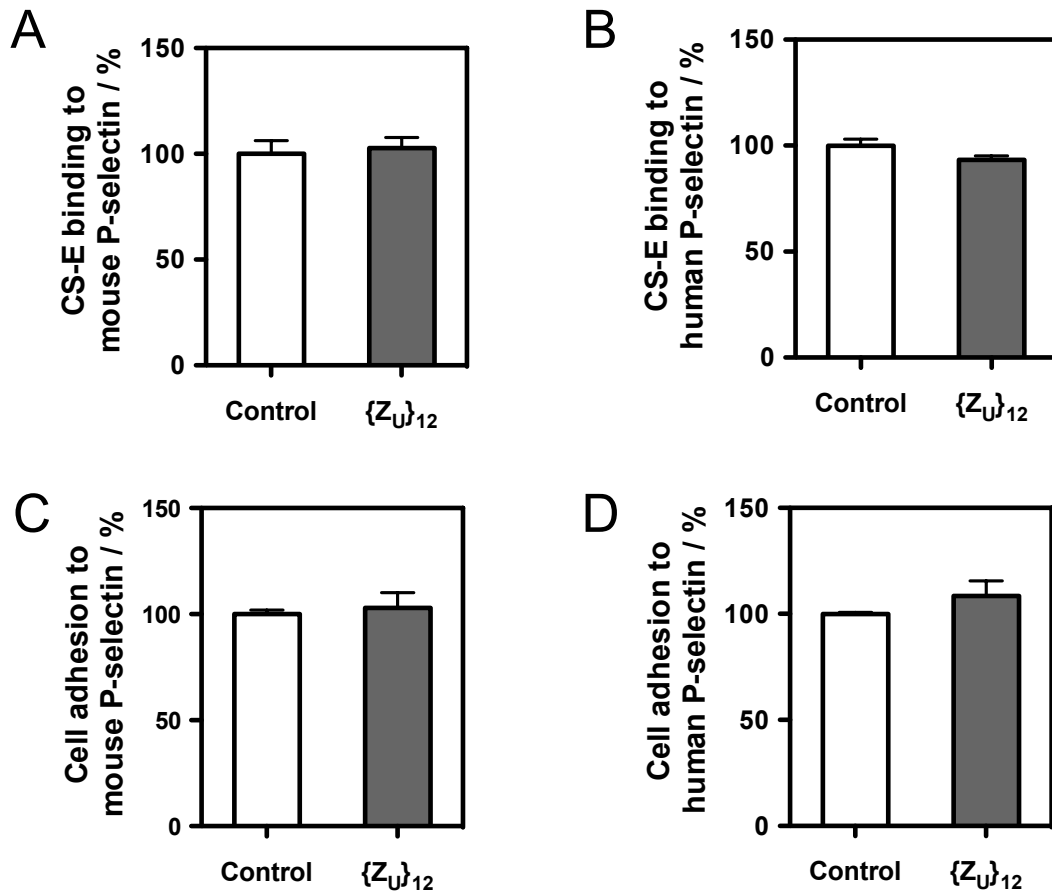 A
CS-E binding to
mouse P-selectin / %
150
100
50
0
Control {Z_U}_12
B
CS-E binding to
human P-selectin / %
150
100
50
0
Control {Z_U}_12
C
Cell adhesion to
mouse P-selectin / %
150
100
50
0
Control {Z_U}_12
D
Cell adhesion to
human P-selectin / %
150
100
50
0
Control {Z_U}_12